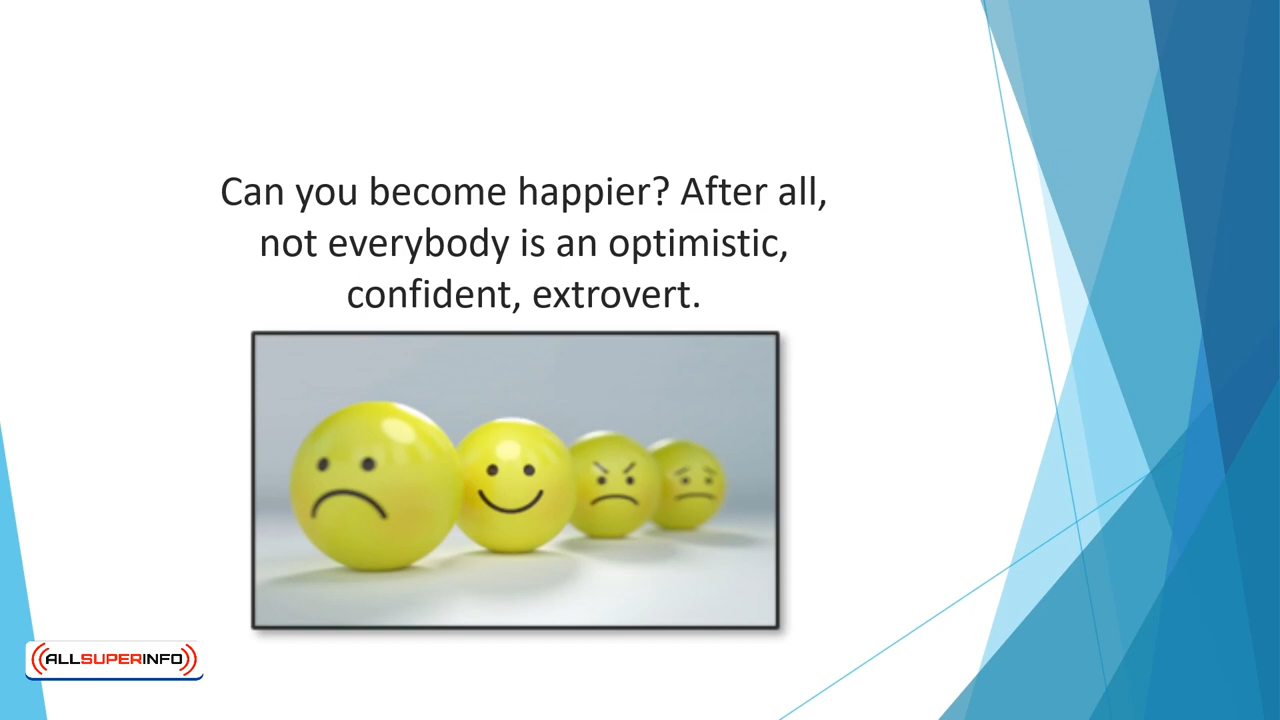 Can you become happier? After all,
not everybody is an optimistic,
confident, extrovert.
ALLSUPERINFO